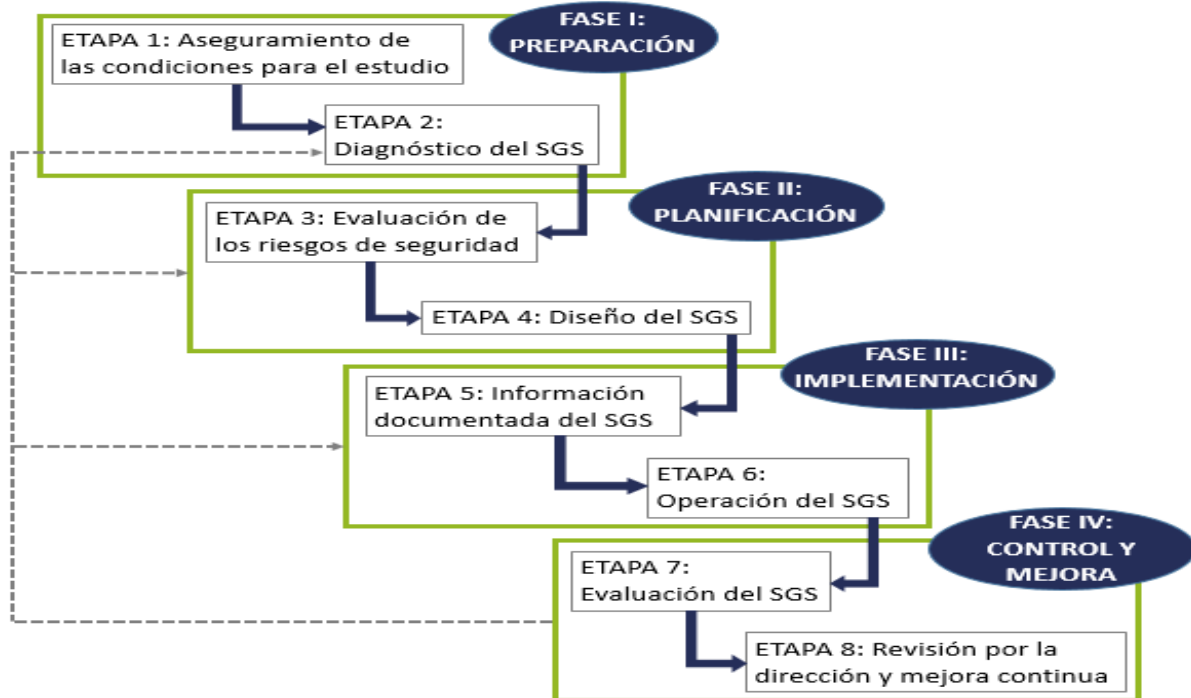 FASE I:
PREPARACIÓN
ETAPA 1: Aseguramiento de
las condiciones para el estudio
ETAPA 2:
Diagnóstico del SGS
FASE II:
PLANIFICACIÓN
ETAPA 3: Evaluación de
los riesgos de seguridad
ETAPA 4: Diseño del SGS
FASE III:
IMPLEMENTACIÓN
ETAPA 5: Información
documentada del SGS
ETAPA 6:
Operación del SGS
FASE IV:
CONTROL Y
MEJORA
ETAPA 7:
Evaluación del SGS
ETAPA 8: Revisión por la
dirección y mejora continua